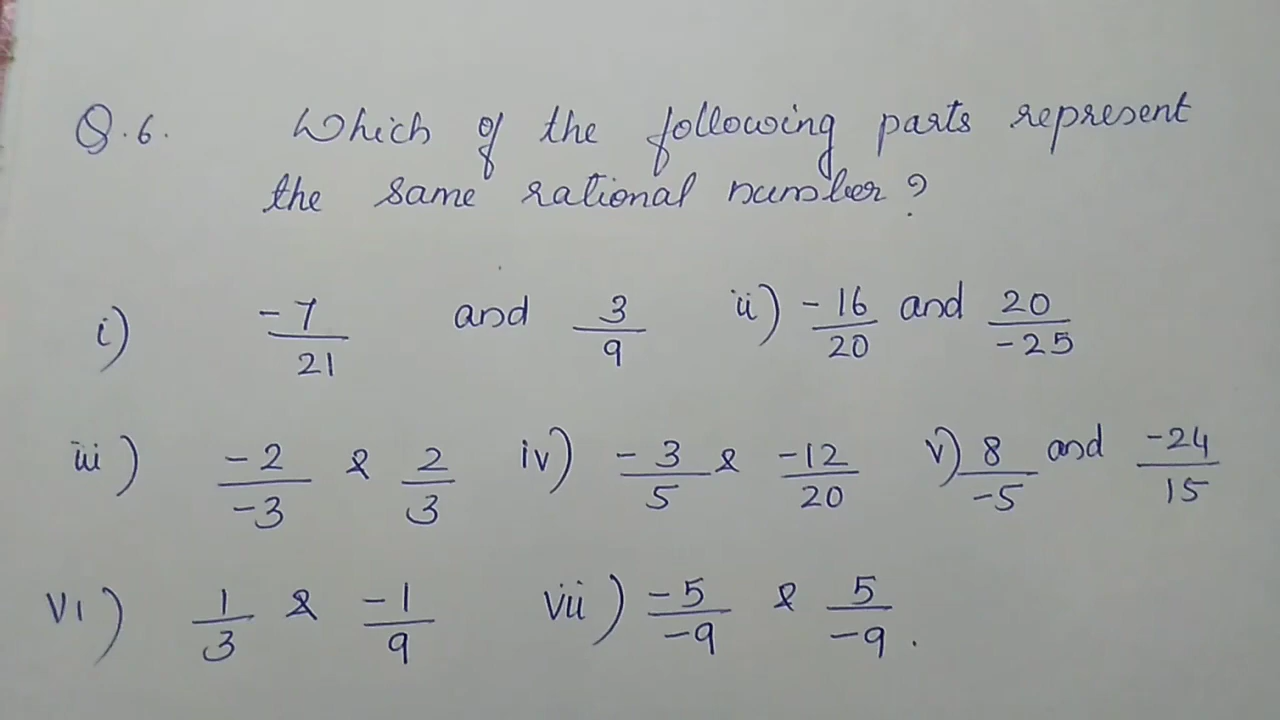 Q.6. Which of the following parts represent
the same rational number?
i) -7/21 and 3/9 ii) -16/20 and 20/-25
iii) -2/-3 & 2/3 iv) -3/5 & -12/20 v) 8/-5 and -24/15
vi) 1/3 & -1/9 vii) -5/-9 & 5/-9.